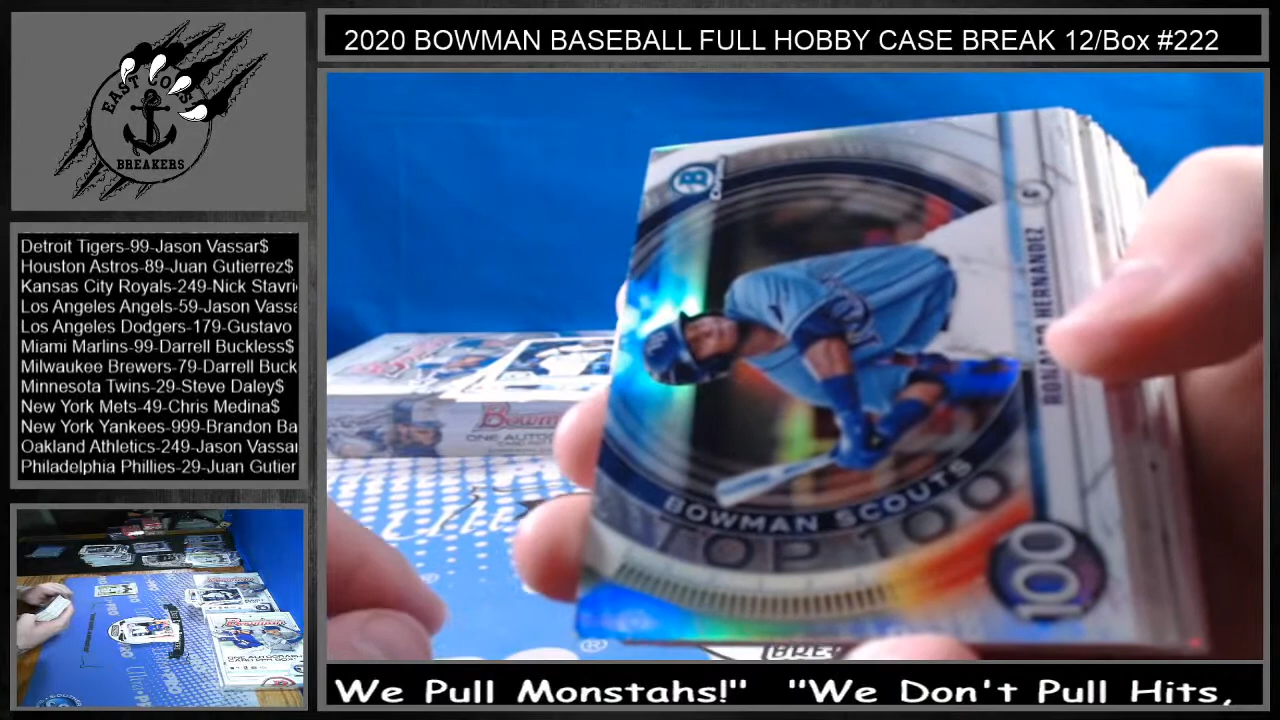 EAST COAST
BREAKERS
2020 BOWMAN BASEBALL FULL HOBBY CASE BREAK 12/Box #222
Detroit Tigers-99-Jason Vassar$
Houston Astros-89-Juan Gutierrez$
Kansas City Royals-249-Nick Stavri
Los Angeles Angels-59-Jason Vassa
Los Angeles Dodgers-179-Gustavo
Miami Marlins-99-Darrell Buckless$
Milwaukee Brewers-79-Darrell Buck
Minnesota Twins-29-Steve Daley$
New York Mets-49-Chris Medina$
New York Yankees-999-Brandon Ba
Oakland Athletics-249-Jason Vassar
Philadelphia Phillies-29-Juan Gutier
B
C
HERNANDEZ
BOWMAN SCOUTS
TOP 100
100
Bowm
ONE AUTO
We Pull Monstahs!" "We Don't Pull Hits,